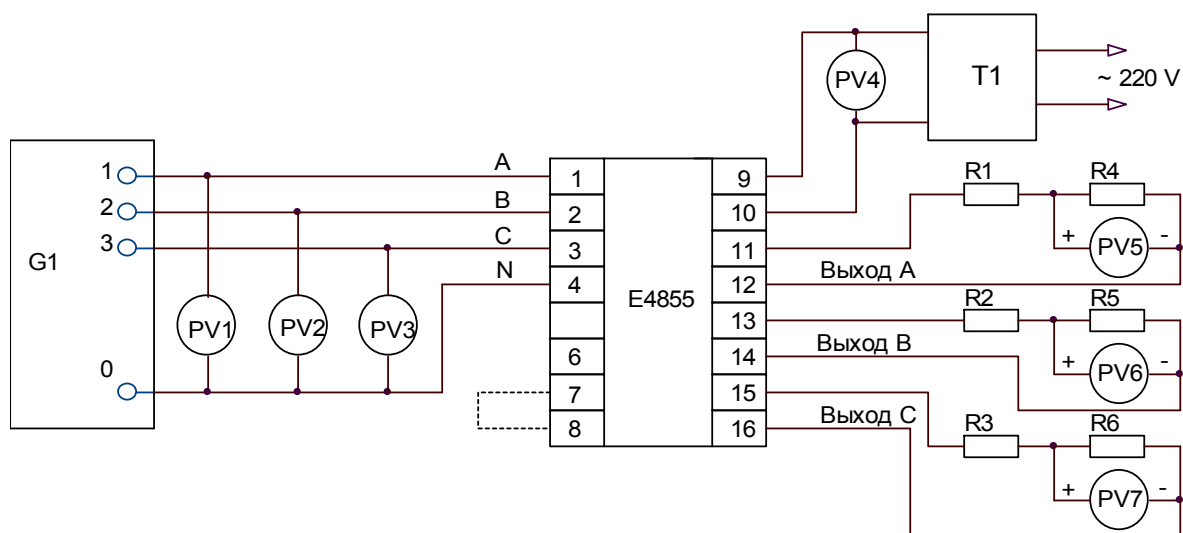 G1
1
2
3
0
A
B
C
N
PV1
PV2
PV3
1
2
3
4
6
7
8
E4855
9
10
11
12
13
14
15
16
PV4
T1
~ 220 V
R1
R4
+ PV5 -
Выход A
R2
R5
+ PV6 -
Выход B
R3
R6
+ PV7 -
Выход C